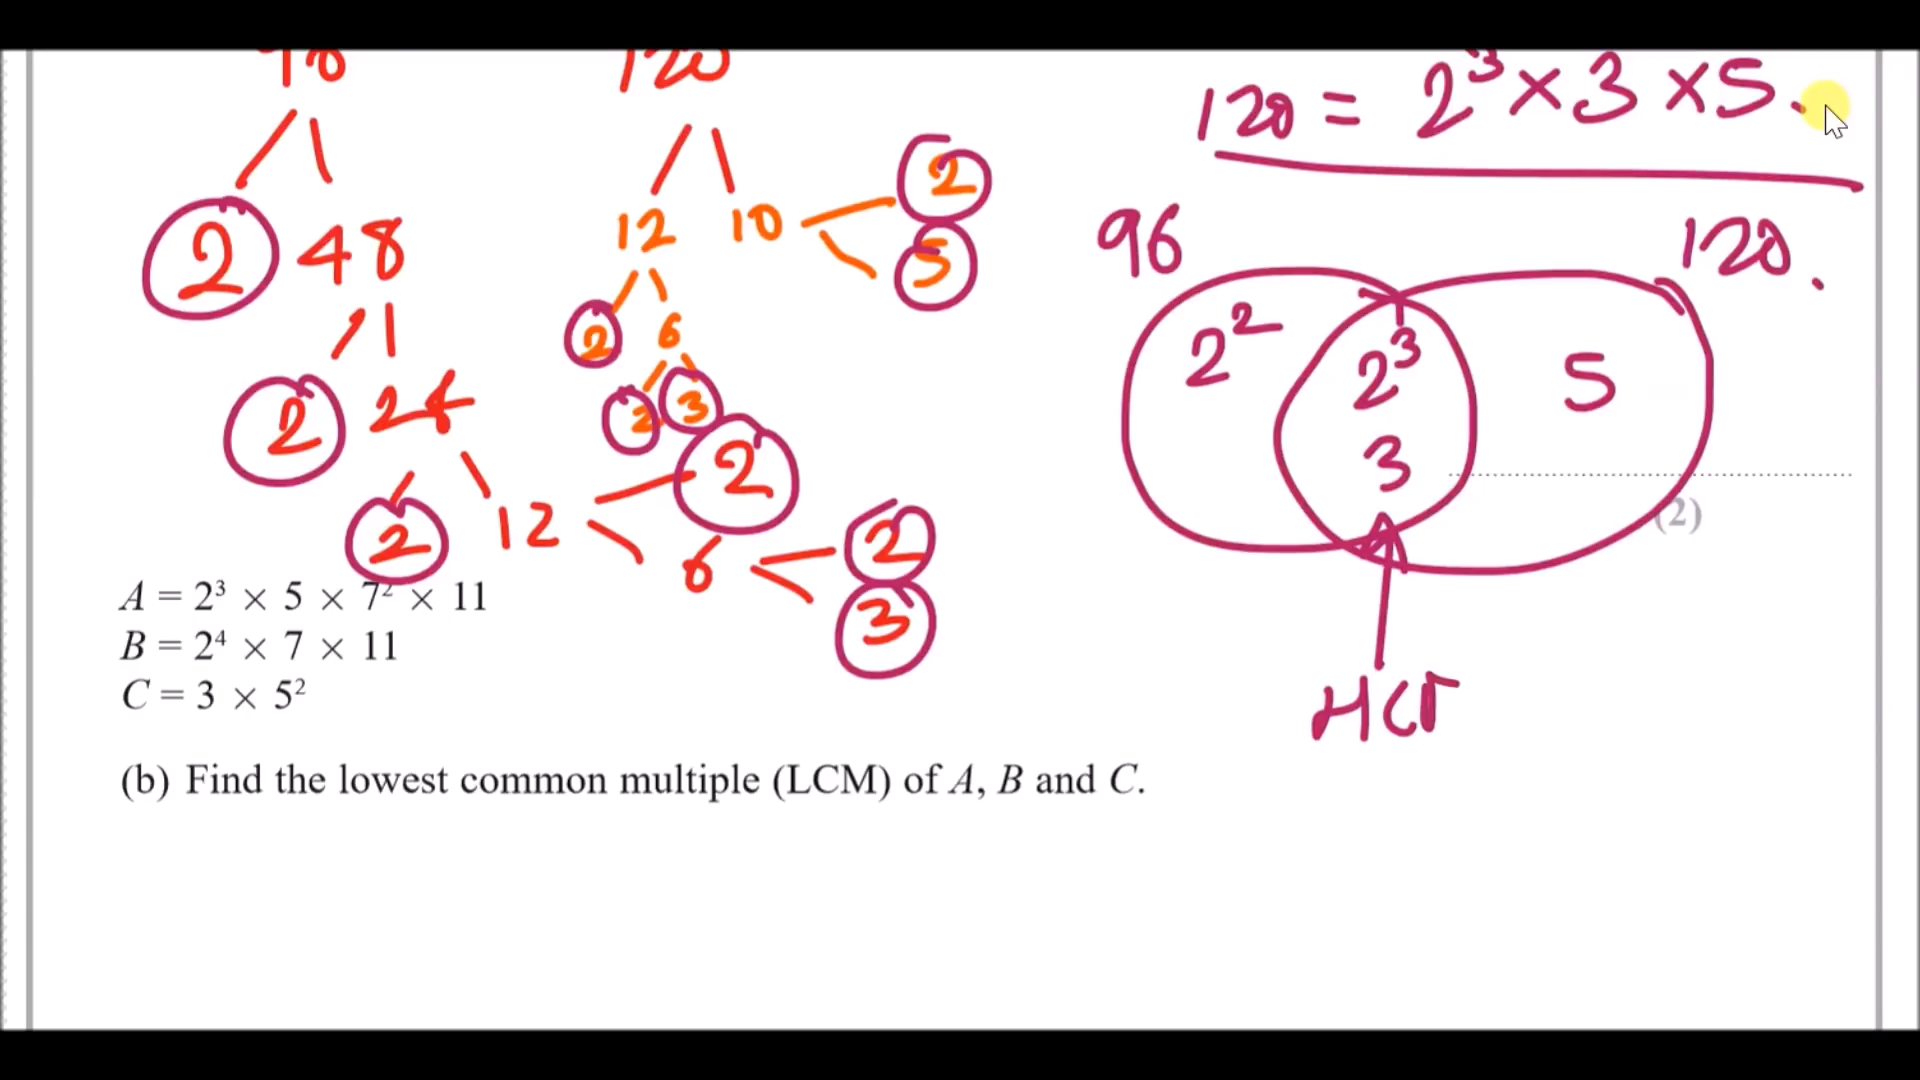 96 120
120 = 2³ × 3 × 5.
2 48
12 10 2
5
96 120.
2 6
2² 2³ 5
2 24 2 3
3
2 12 2
(2)
6 2
3
A = 2³ × 5 × 7² × 11
B = 2⁴ × 7 × 11
C = 3 × 5²
HCF
(b) Find the lowest common multiple (LCM) of A, B and C.